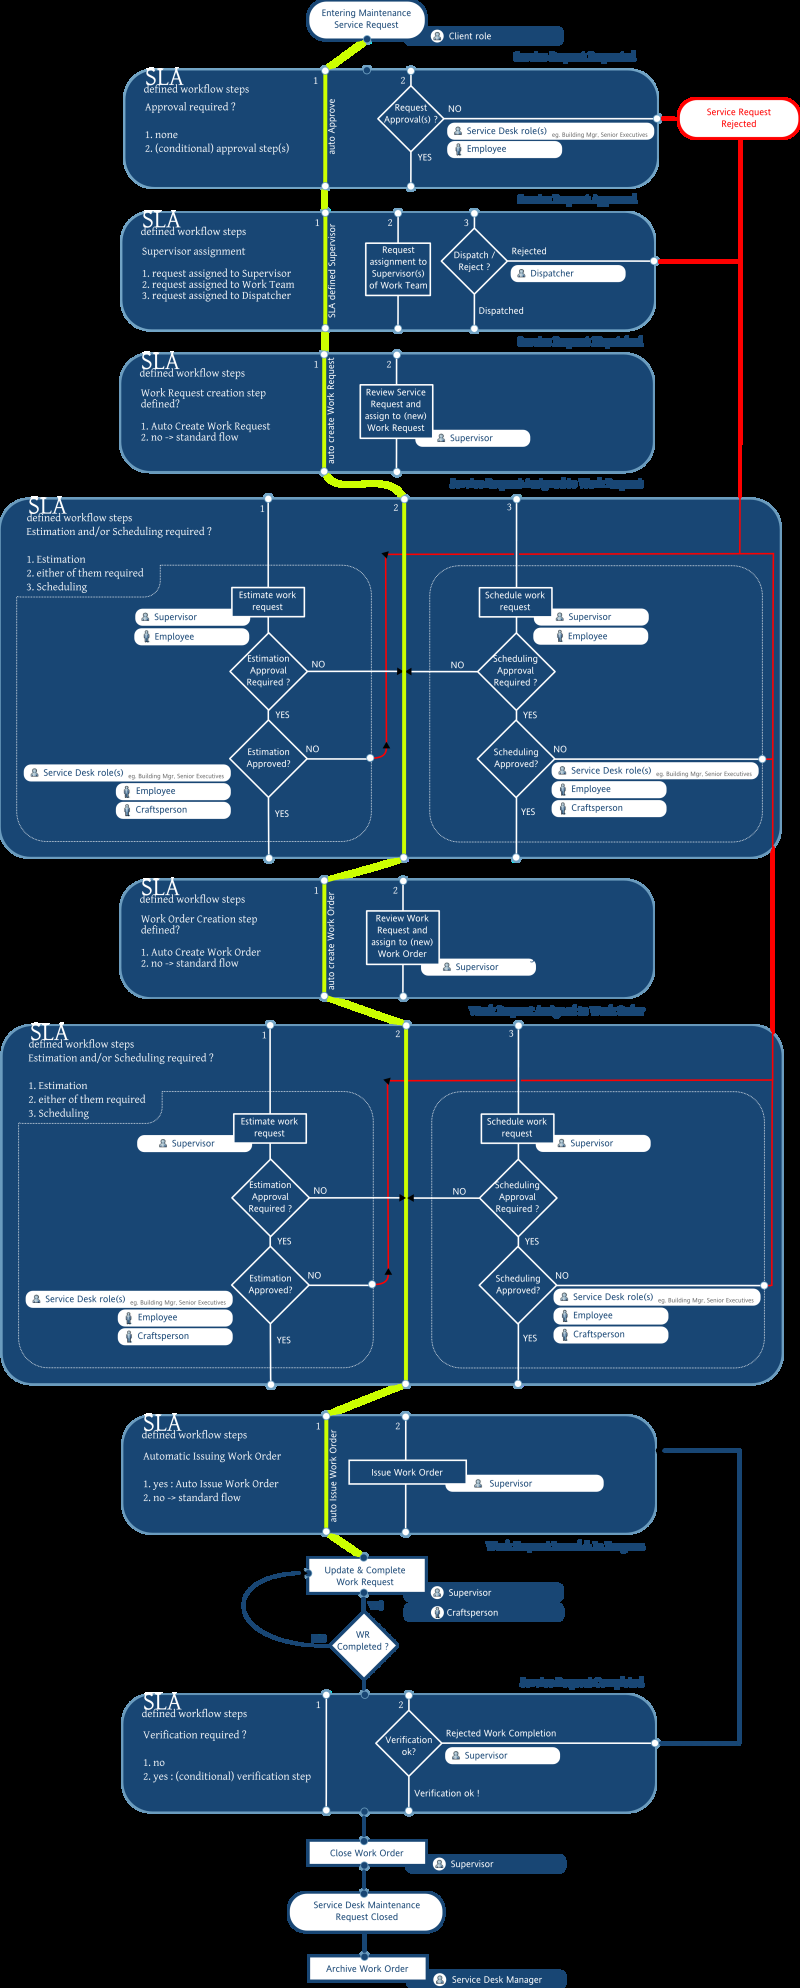 Entering Maintenance
Service Request
Client role
Service Request Requested
SLA
defined workflow steps
Approval required ?
1. none
2. (conditional) approval step(s)
1
auto Approve
2
Request
Approval(s) ?
NO
Service Desk role(s) eg. Building Mgr, Senior Executives
Employee
YES
Service Request
Rejected
Service Request Approved
SLA
defined workflow steps
Supervisor assignment
1. request assigned to Supervisor
2. request assigned to Work Team
3. request assigned to Dispatcher
1
SLA defined Supervisor
2
Request
assignment to
Supervisor(s)
of Work Team
3
Dispatch /
Reject ?
Rejected
Dispatcher
Dispatched
Service Request Dispatched
SLA
defined workflow steps
Work Request creation step
defined?
1. Auto Create Work Request
2. no -> standard flow
1
auto create Work Request
2
Review Service
Request and
assign to (new)
Work Request
Supervisor
Service Request Assigned to Work Request
SLA
defined workflow steps
Estimation and/or Scheduling required ?
1. Estimation
2. either of them required
3. Scheduling
1
2
3
Estimate work
request
Supervisor
Employee
Estimation
Approval
Required ?
NO
YES
Estimation
Approved?
NO
Service Desk role(s) eg. Building Mgr, Senior Executives
Employee
Craftsperson
YES
Schedule work
request
Supervisor
Employee
Scheduling
Approval
Required ?
NO
YES
Scheduling
Approved?
NO
Service Desk role(s) eg. Building Mgr, Senior Executives
Employee
Craftsperson
YES
SLA
defined workflow steps
Work Order Creation step
defined?
1. Auto Create Work Order
2. no -> standard flow
1
auto create Work Order
2
Review Work
Request and
assign to (new)
Work Order
Supervisor
Work Request Assigned to Work Order
SLA
defined workflow steps
Estimation and/or Scheduling required ?
1. Estimation
2. either of them required
3. Scheduling
1
2
3
Estimate work
request
Supervisor
Estimation
Approval
Required ?
NO
YES
Estimation
Approved?
NO
Service Desk role(s) eg. Building Mgr, Senior Executives
Employee
Craftsperson
YES
Schedule work
request
Supervisor
Scheduling
Approval
Required ?
NO
YES
Scheduling
Approved?
NO
Service Desk role(s) eg. Building Mgr, Senior Executives
Employee
Craftsperson
YES
SLA
defined workflow steps
Automatic Issuing Work Order
1. yes : Auto Issue Work Order
2. no -> standard flow
1
auto Issue Work Order
2
Issue Work Order
Supervisor
Work Request Issued & In Progress
Update & Complete
Work Request
Supervisor
Craftsperson
WR
Completed ?
Service Request Completed
SLA
defined workflow steps
Verification required ?
1. no
2. yes : (conditional) verification step
1
2
Verification
ok?
Rejected Work Completion
Supervisor
Verification ok !
Close Work Order
Supervisor
Service Desk Maintenance
Request Closed
Archive Work Order
Service Desk Manager